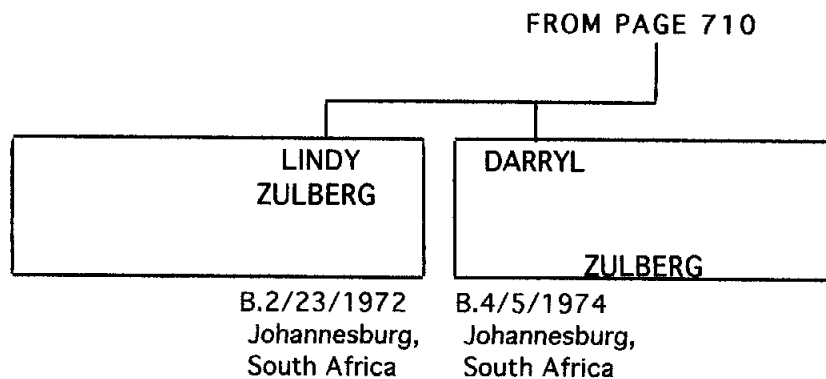 FROM PAGE 710
LINDY
ZULBERG
DARRYL
ZULBERG
B.2/23/1972
Johannesburg,
South Africa
B.4/5/1974
Johannesburg,
South Africa